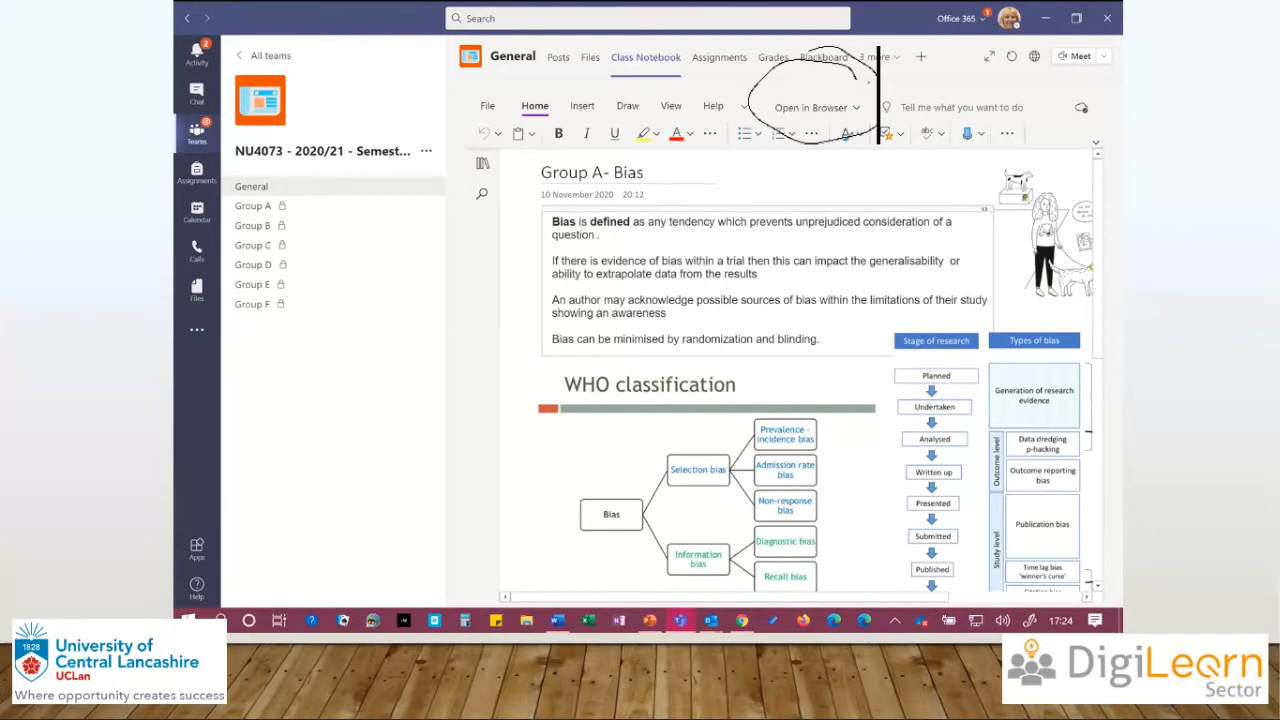 Search
Office 365
1
Activity
2
Chat
Teams
Assignments
Calendar
Calls
Files
Apps
Help
All teams
NU4073 - 2020/21 - Semest...
General
Group A
Group B
Group C
Group D
Group E
Group F
General Posts Files Class Notebook Assignments Grades Blackboard 3 more
Meet
File Home Insert Draw View Help Open in Browser Tell me what you want to do
B I U A
Group A- Bias
10 November 2020 20:12
Bias is defined as any tendency which prevents unprejudiced consideration of a
question .
If there is evidence of bias within a trial then this can impact the generalisability or
ability to extrapolate data from the results
An author may acknowledge possible sources of bias within the limitations of their study
showing an awareness
Bias can be minimised by randomization and blinding.
WHO classification
Bias
Selection bias
Information
bias
Prevalence -
incidence bias
Admission rate
bias
Non-response
bias
Diagnostic bias
Recall bias
Stage of research
Planned
Undertaken
Analysed
Written up
Presented
Submitted
Published
Types of bias
Generation of research
evidence
Outcome level
Data dredging
p-hacking
Outcome reporting
bias
Study level
Publication bias
Time lag bias
'winner's curse'
17:24
1828
University of
Central Lancashire
UCLan
Where opportunity creates success
DigiLearn
Sector